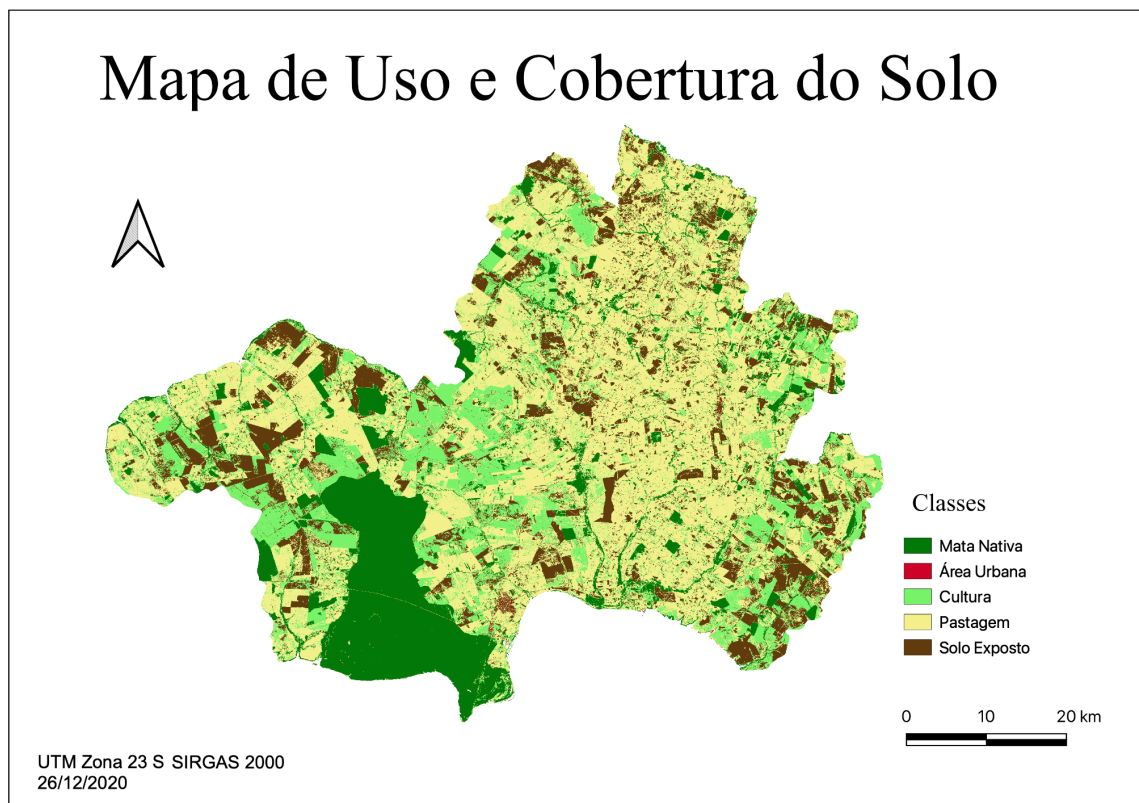 Mapa de Uso e Cobertura do Solo
Classes
Mata Nativa
Área Urbana
Cultura
Pastagem
Solo Exposto
0 10 20 km
UTM Zona 23 S SIRGAS 2000
26/12/2020